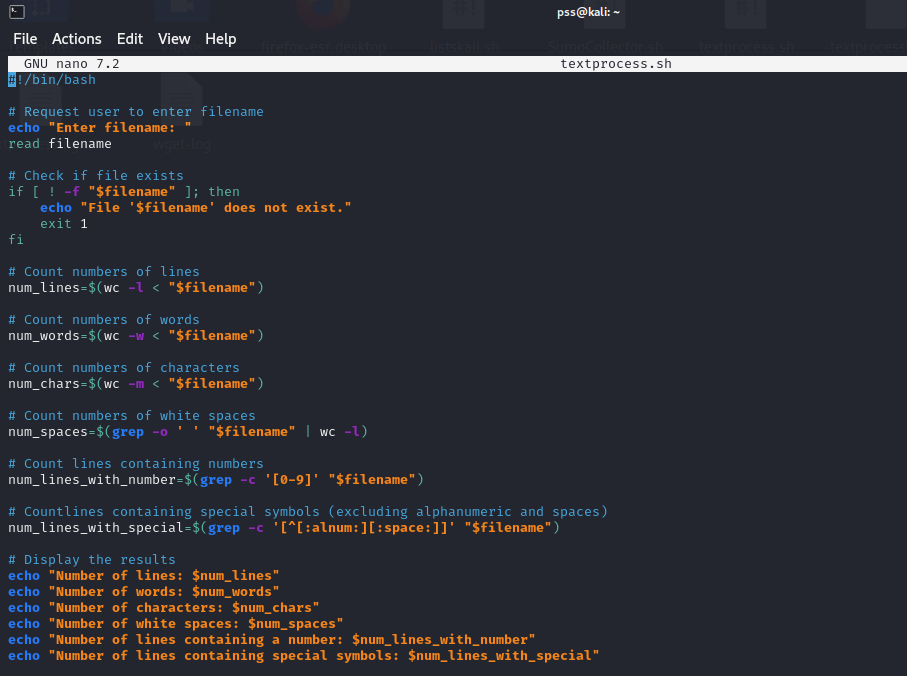 pss@kali: ~
File Actions Edit View Help
GNU nano 7.2 textprocess.sh
#!/bin/bash

# Request user to enter filename
echo "Enter filename: "
read filename

# Check if file exists
if [ ! -f "$filename" ]; then
    echo "File '$filename' does not exist."
    exit 1
fi

# Count numbers of lines
num_lines=$(wc -l < "$filename")

# Count numbers of words
num_words=$(wc -w < "$filename")

# Count numbers of characters
num_chars=$(wc -m < "$filename")

# Count numbers of white spaces
num_spaces=$(grep -o ' ' "$filename" | wc -l)

# Count lines containing numbers
num_lines_with_number=$(grep -c '[0-9]' "$filename")

# Countlines containing special symbols (excluding alphanumeric and spaces)
num_lines_with_special=$(grep -c '[^[:alnum:][:space:]]' "$filename")

# Display the results
echo "Number of lines: $num_lines"
echo "Number of words: $num_words"
echo "Number of characters: $num_chars"
echo "Number of white spaces: $num_spaces"
echo "Number of lines containing a number: $num_lines_with_number"
echo "Number of lines containing special symbols: $num_lines_with_special"